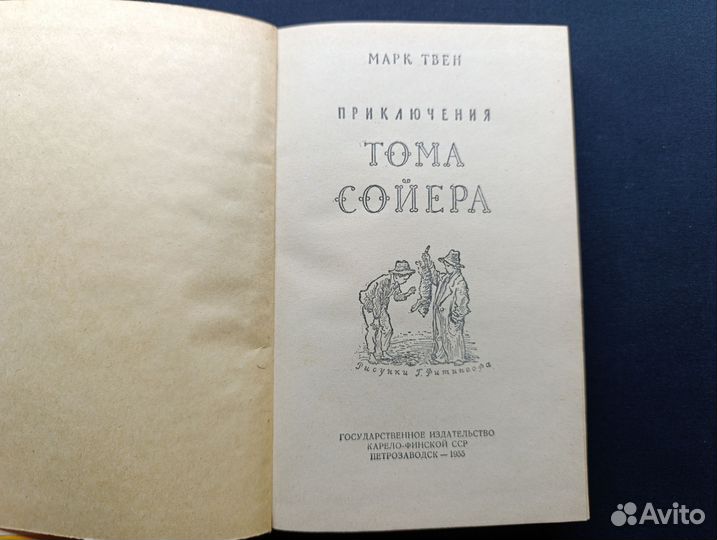 МАРК ТВЕН
ПРИКЛЮЧЕНИЯ
ТОМА
СОЙЕРА
Рисунки Г. Фитингофа
ГОСУДАРСТВЕННОЕ ИЗДАТЕЛЬСТВО
КАРЕЛО-ФИНСКОЙ ССР
ПЕТРОЗАВОДСК — 1955
Avito